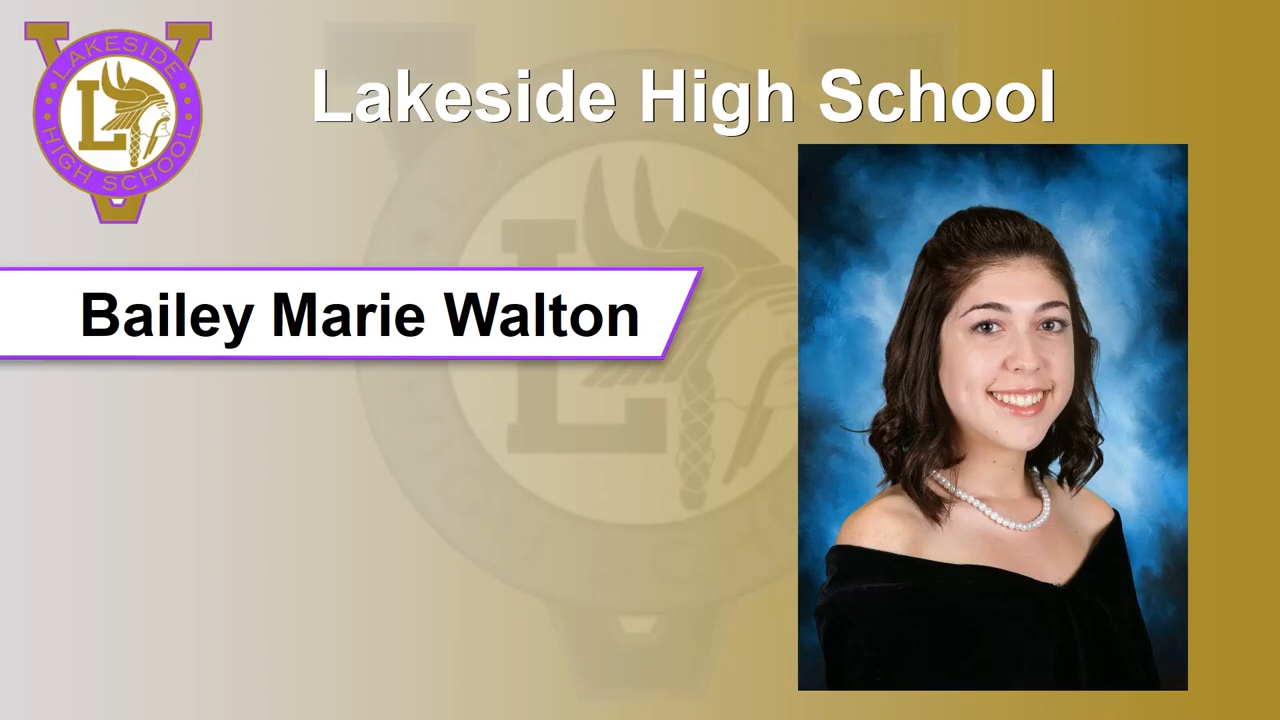 LAKESIDE
L
HIGH SCHOOL
Lakeside High School
Bailey Marie Walton